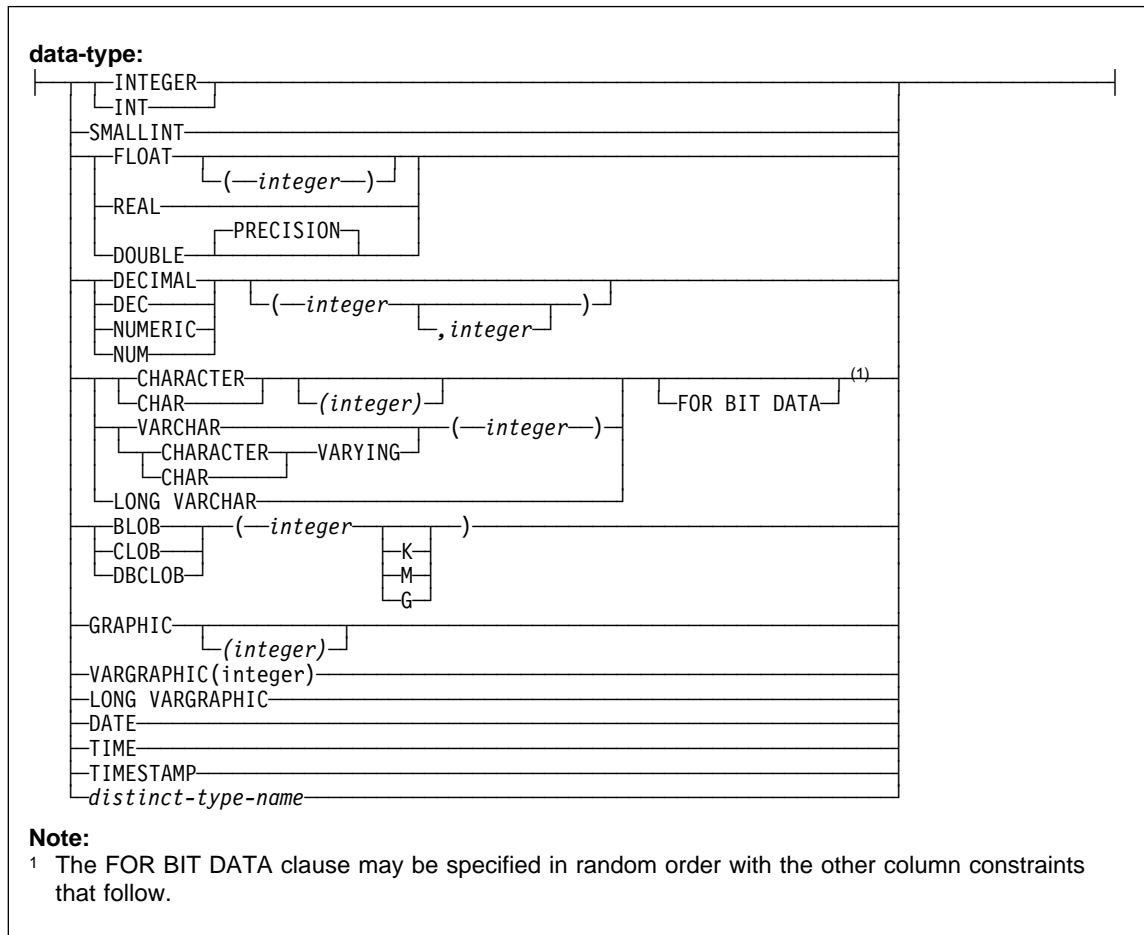 data-type:
INTEGER
INT
SMALLINT
FLOAT
(integer)
REAL
PRECISION
DOUBLE
DECIMAL
DEC (integer )
NUMERIC ,integer
NUM
CHARACTER (1)
CHAR (integer) FOR BIT DATA
VARCHAR (integer)
CHARACTER VARYING
CHAR
LONG VARCHAR
BLOB (integer )
CLOB K
DBCLOB M
G
GRAPHIC
(integer)
VARGRAPHIC(integer)
LONG VARGRAPHIC
DATE
TIME
TIMESTAMP
distinct-type-name
Note:
1 The FOR BIT DATA clause may be specified in random order with the other column constraints
that follow.